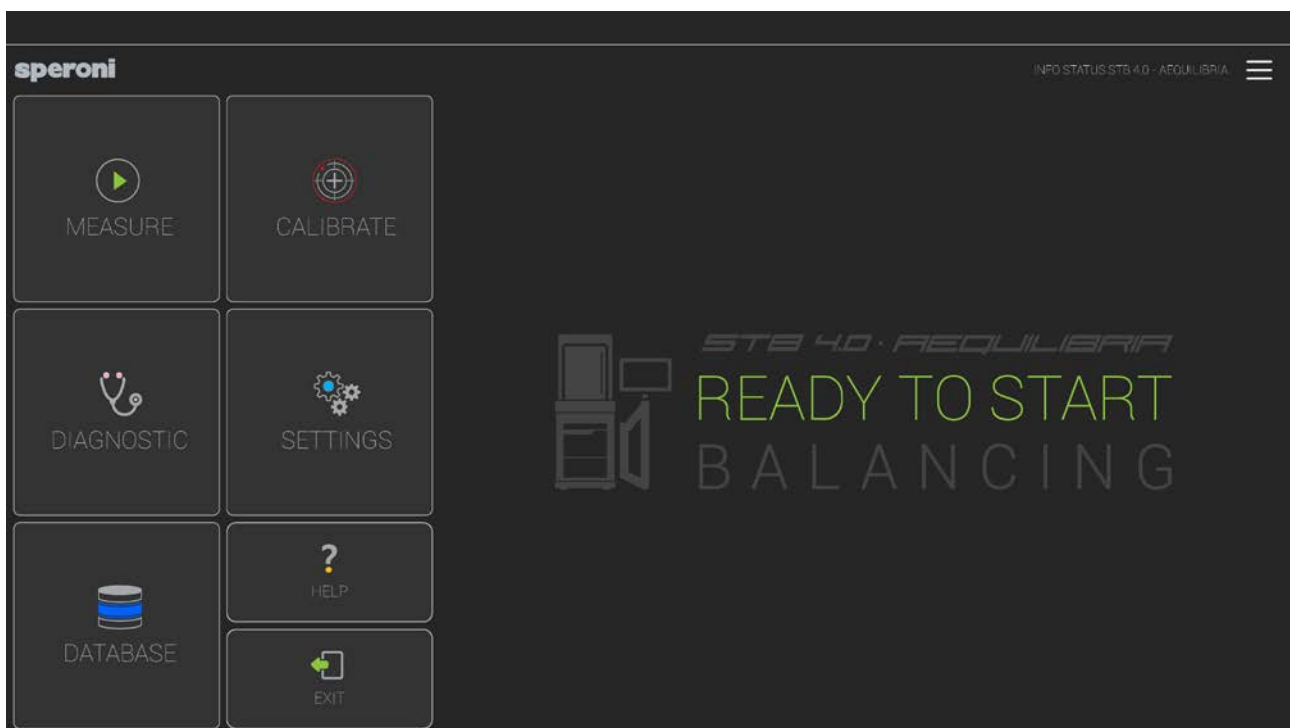 speroni
INFO STATUS STB 4.0 - AEQUILIBRIA
MEASURE
CALIBRATE
DIAGNOSTIC
SETTINGS
DATABASE
?
HELP
EXIT
STB 4.0 · AEQUILIBRIA
READY TO START
BALANCING